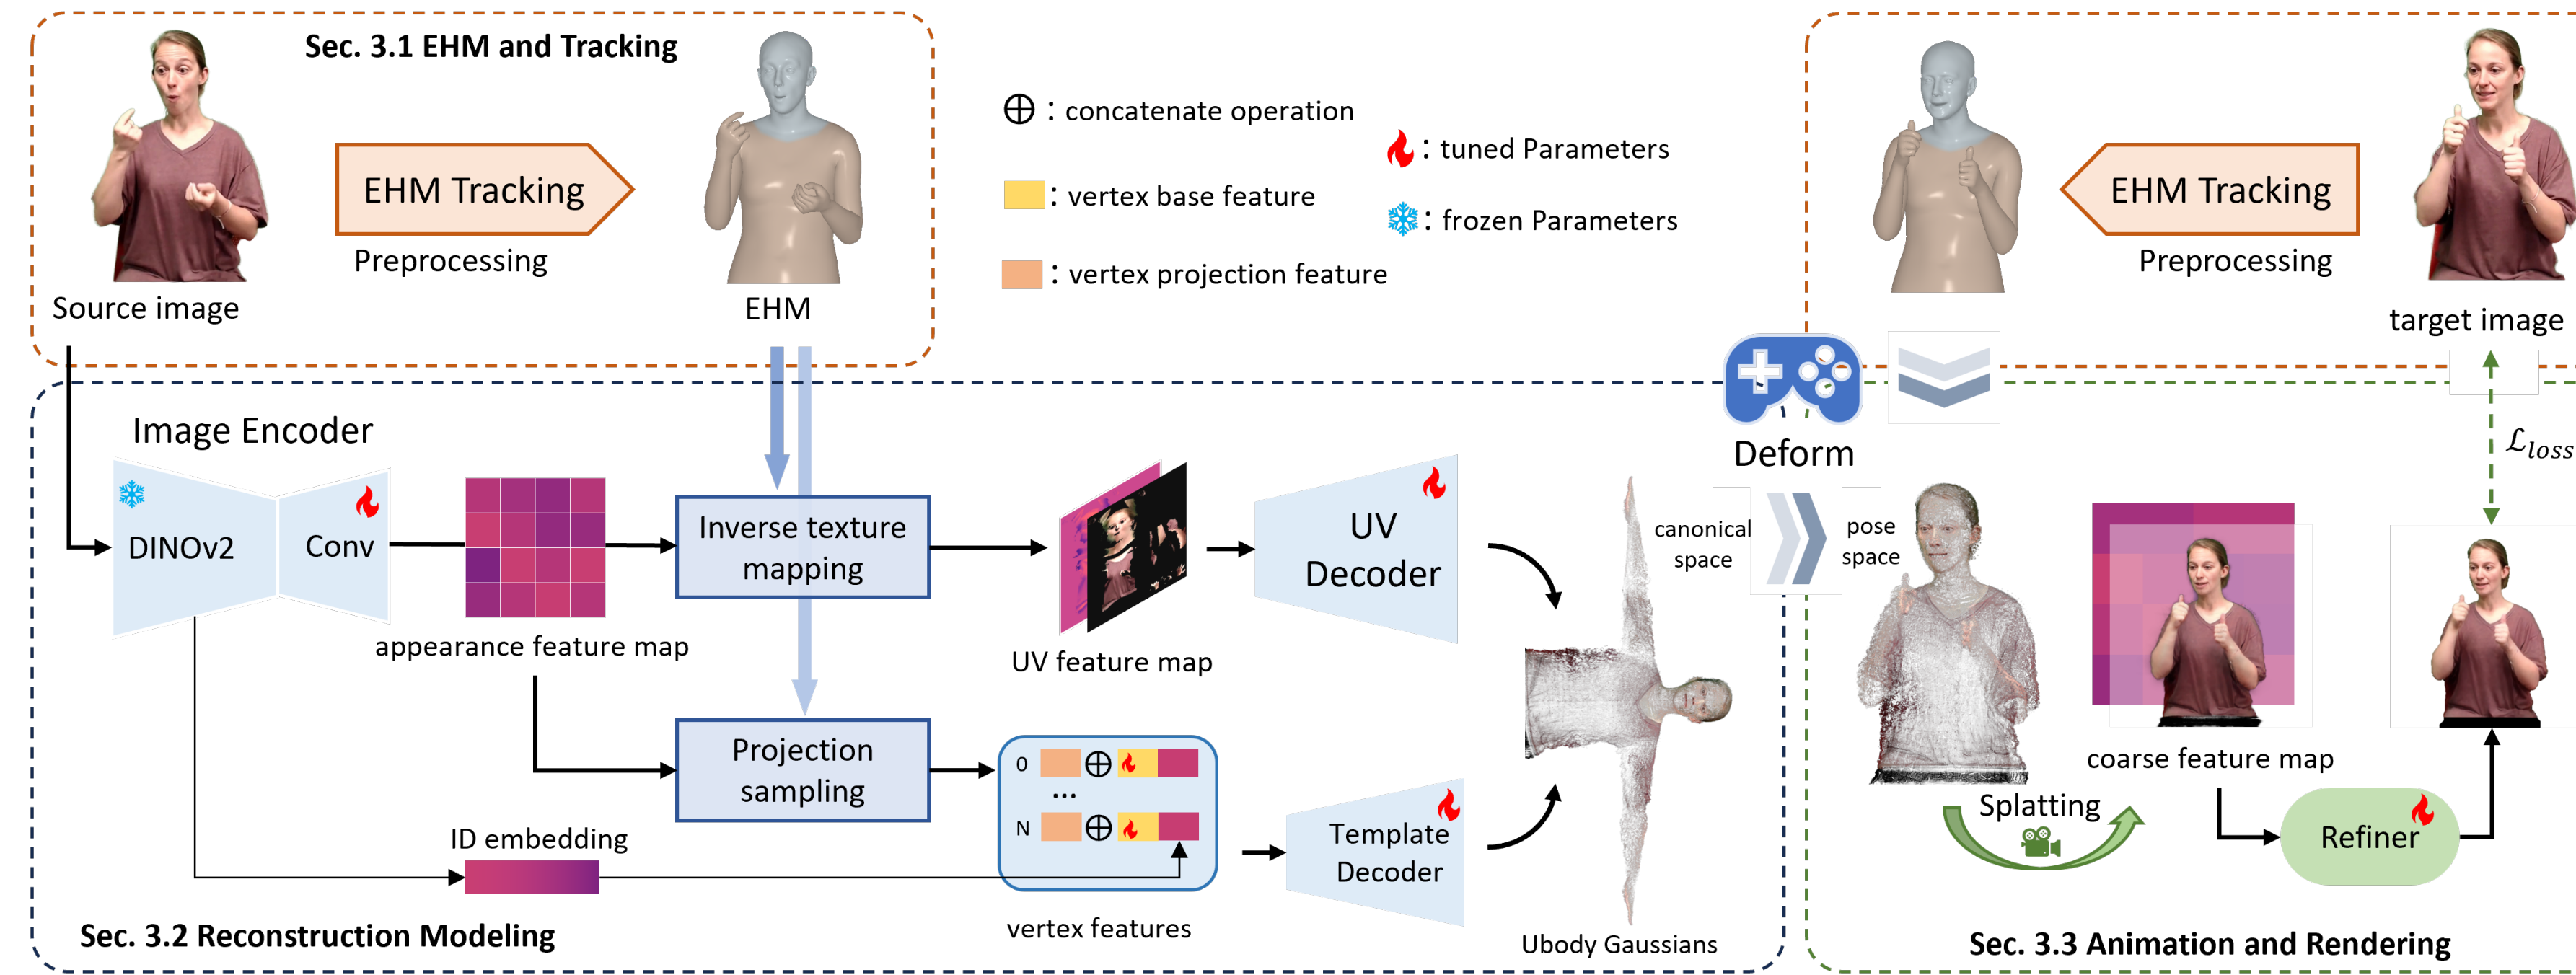 Sec. 3.1 EHM and Tracking
EHM Tracking
Preprocessing
Source image
EHM
: concatenate operation
: vertex base feature
: vertex projection feature
: tuned Parameters
: frozen Parameters
EHM Tracking
Preprocessing
target image
Image Encoder
DINOv2
Conv
appearance feature map
Inverse texture
mapping
UV feature map
UV
Decoder
Projection
sampling
0
...
N
vertex features
ID embedding
Template
Decoder
Ubody Gaussians
Sec. 3.2 Reconstruction Modeling
Deform
canonical
space
pose
space
ℒloss
coarse feature map
Splatting
Refiner
Sec. 3.3 Animation and Rendering